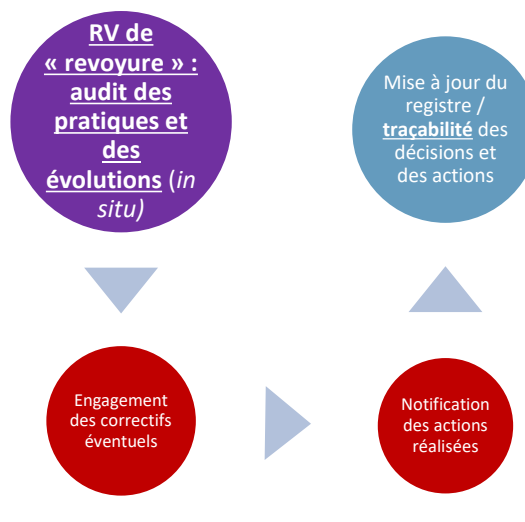 RV de
« revoyure » :
audit des
pratiques et
des
évolutions (in
situ)
Engagement
des correctifs
éventuels
Notification
des actions
réalisées
Mise à jour du
registre /
traçabilité des
décisions et
des actions